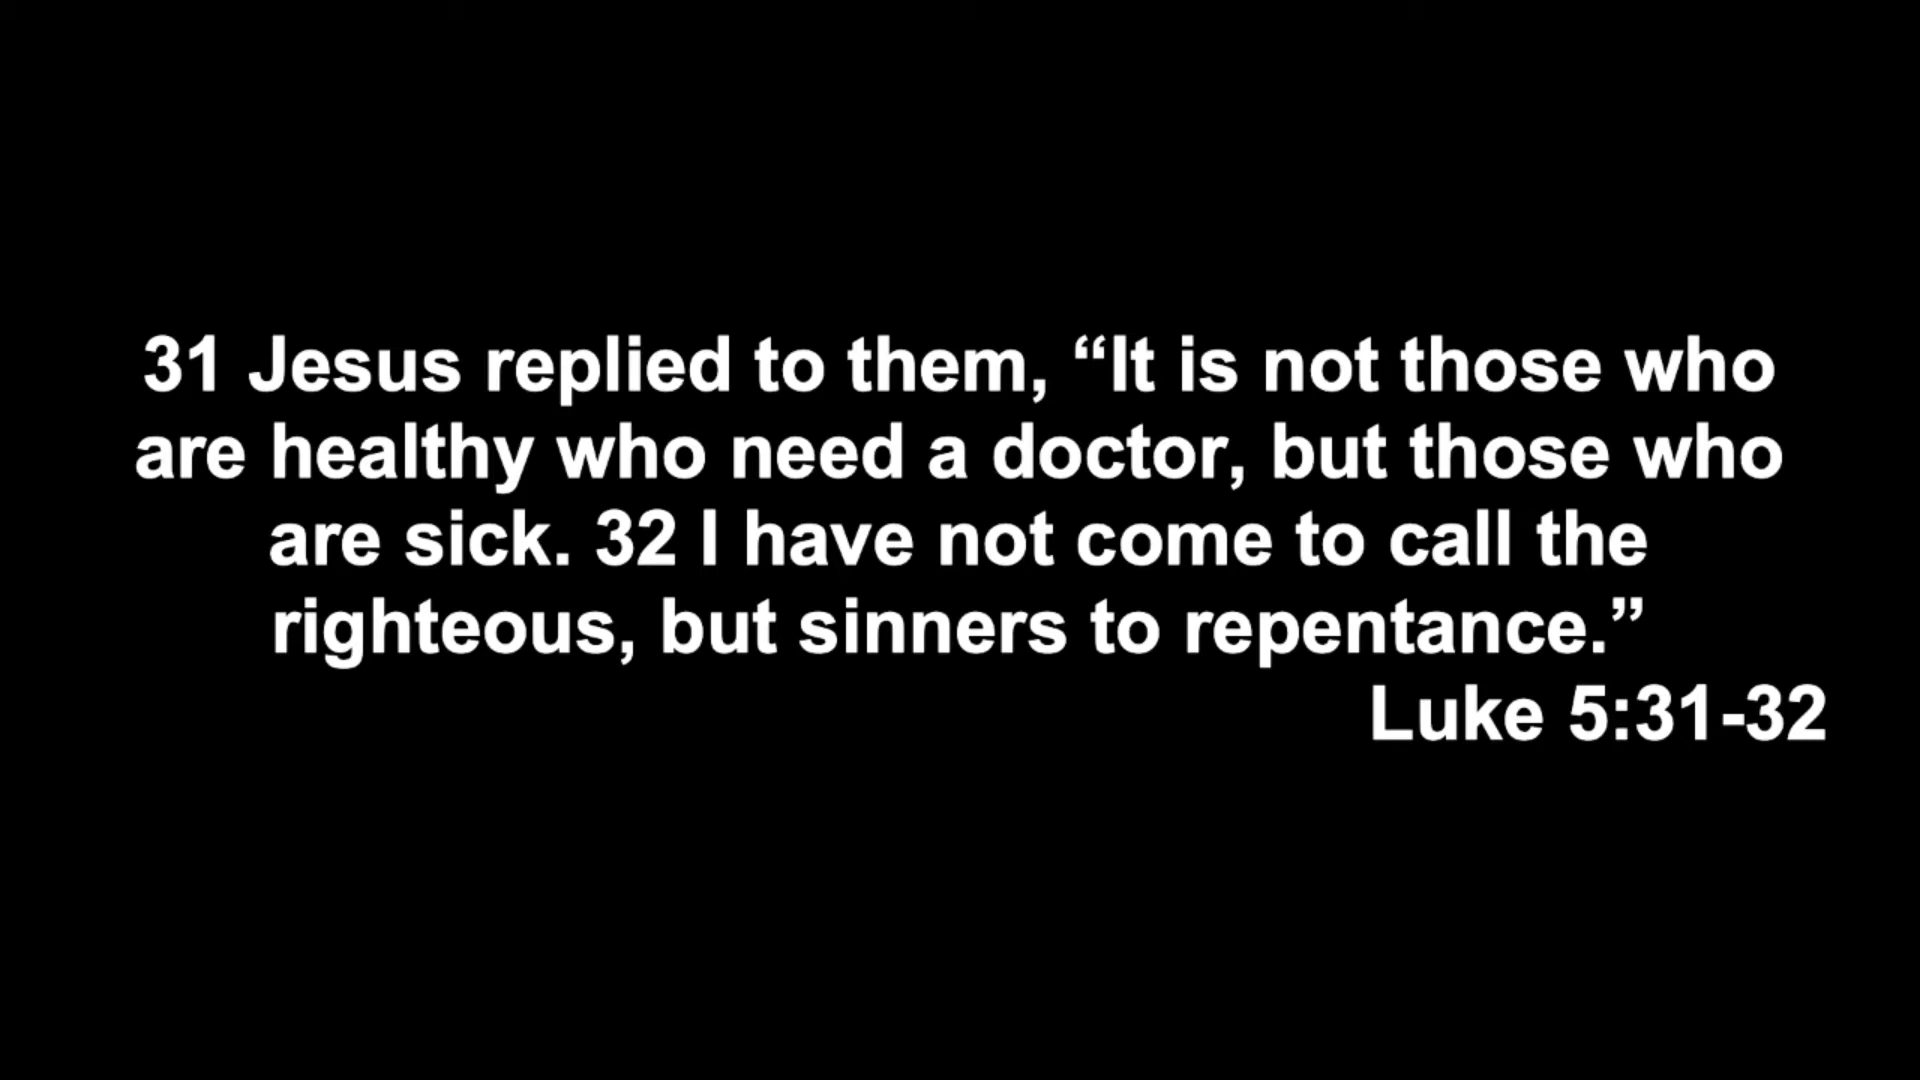 31 Jesus replied to them, “It is not those who
are healthy who need a doctor, but those who
are sick. 32 I have not come to call the
righteous, but sinners to repentance.”
Luke 5:31-32